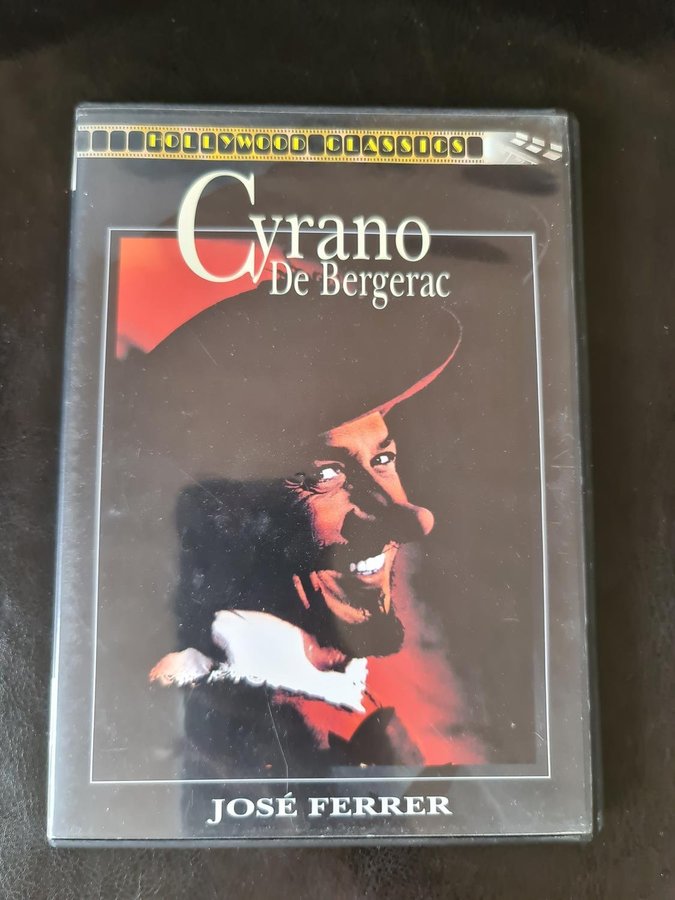 HOLLYWOOD CLASSICS
Cyrano
De Bergerac
JOSÉ FERRER